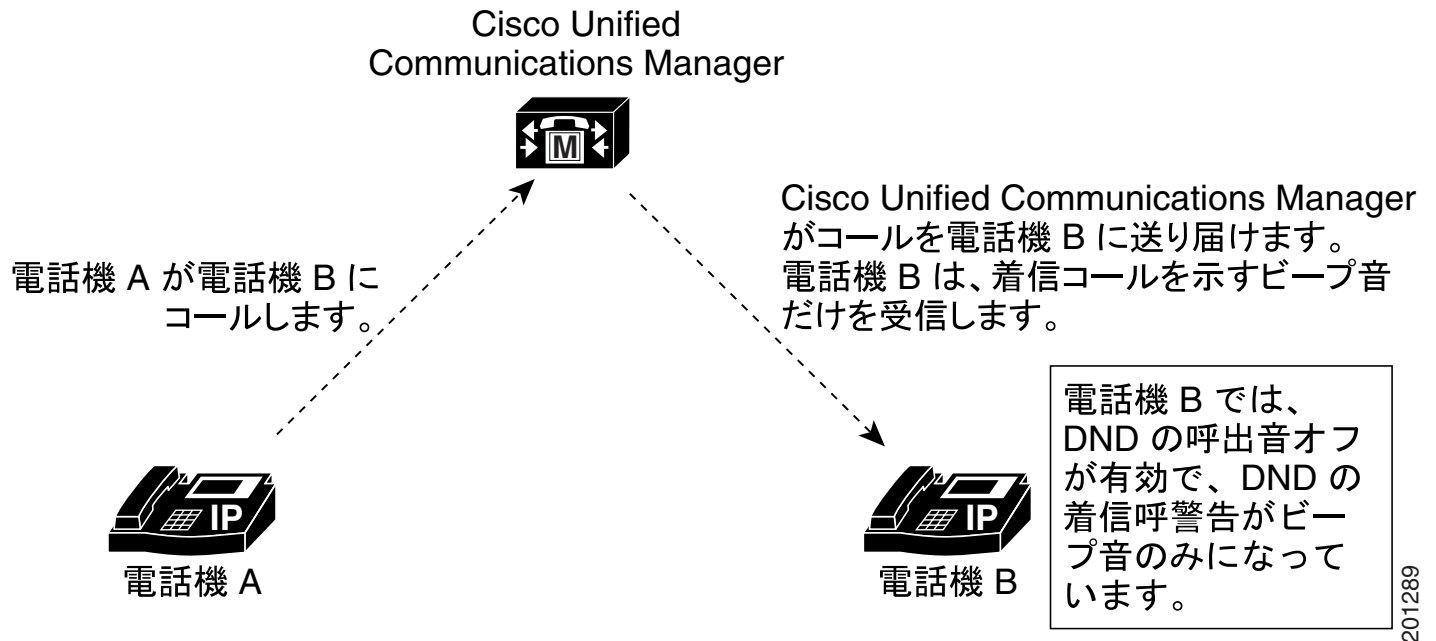 Cisco Unified
Communications Manager
M
Cisco Unified Communications Manager
がコールを電話機 B に送り届けます。
電話機 B は、着信コールを示すビープ音
だけを受信します。
電話機 A が電話機 B に
コールします。
電話機 B では、
DND の呼出音オフ
が有効で、DND の
着信呼警告がビー
プ音のみになって
います。
IP
電話機 A
IP
電話機 B
201289